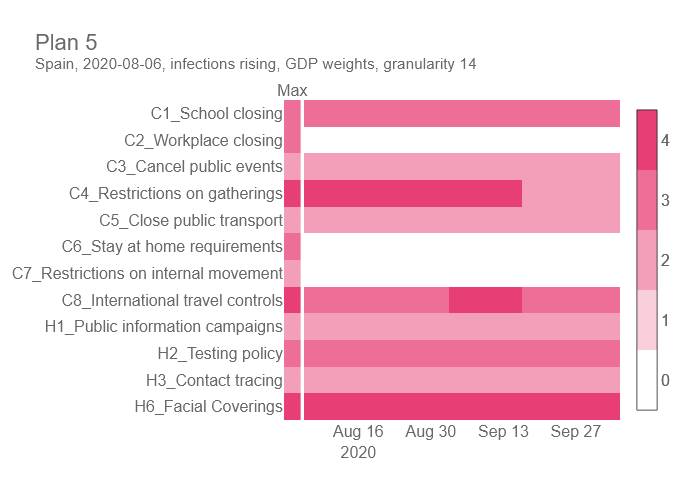 Plan 5
Spain, 2020-08-06, infections rising, GDP weights, granularity 14
Max
C1_School closing
C2_Workplace closing
C3_Cancel public events
C4_Restrictions on gatherings
C5_Close public transport
C6_Stay at home requirements
C7_Restrictions on internal movement
C8_International travel controls
H1_Public information campaigns
H2_Testing policy
H3_Contact tracing
H6_Facial Coverings
Aug 16 Aug 30 Sep 13 Sep 27
2020
4
3
2
1
0